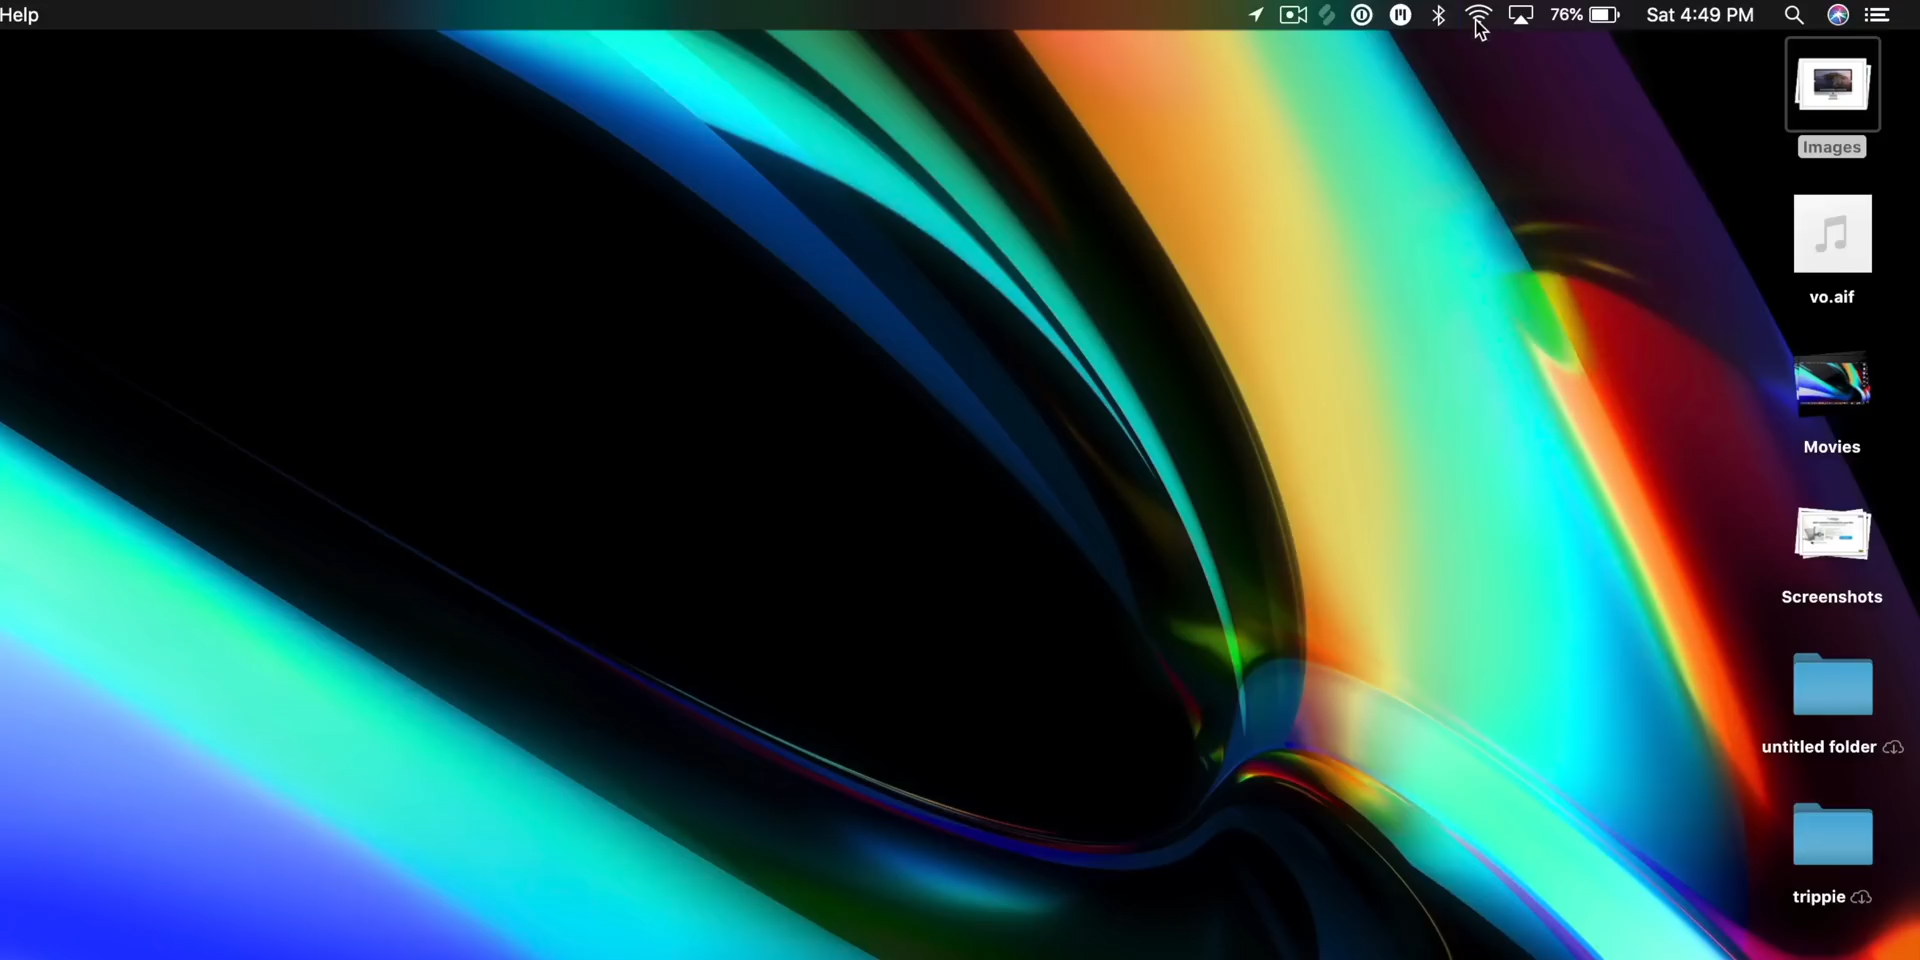 Help 76% Sat 4:49 PM
Images
vo.aif
Movies
Screenshots
untitled folder
trippie